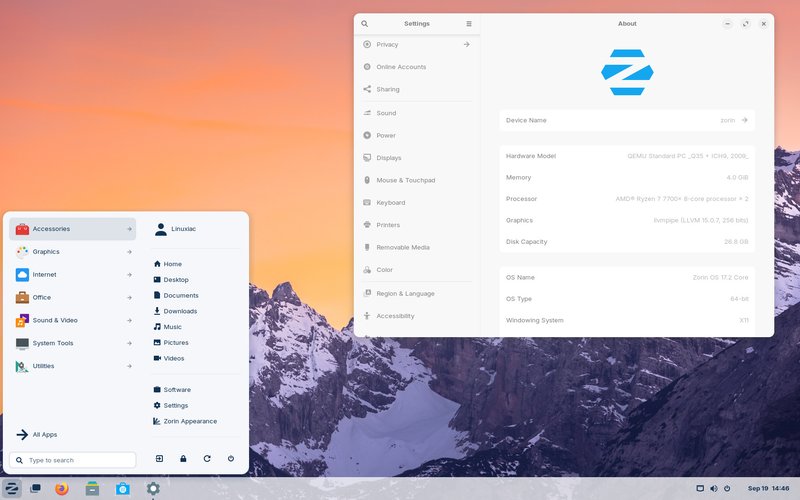 Settings
About
Privacy
Online Accounts
Sharing
Sound
Power
Displays
Mouse & Touchpad
Keyboard
Printers
Removable Media
Color
Region & Language
Accessibility
Device Name zorin
Hardware Model QEMU Standard PC _Q35 + ICH9, 2009_
Memory 4.0 GiB
Processor AMD® Ryzen 7 7700× 8-core processor × 2
Graphics llvmpipe (LLVM 15.0.7, 256 bits)
Disk Capacity 26.8 GB
OS Name Zorin OS 17.2 Core
OS Type 64-bit
Windowing System X11
Accessories
Graphics
Internet
Office
Sound & Video
System Tools
Utilities
All Apps
Type to search
Linuxiac
Home
Desktop
Documents
Downloads
Music
Pictures
Videos
Software
Settings
Zorin Appearance
Sep 19 14:46